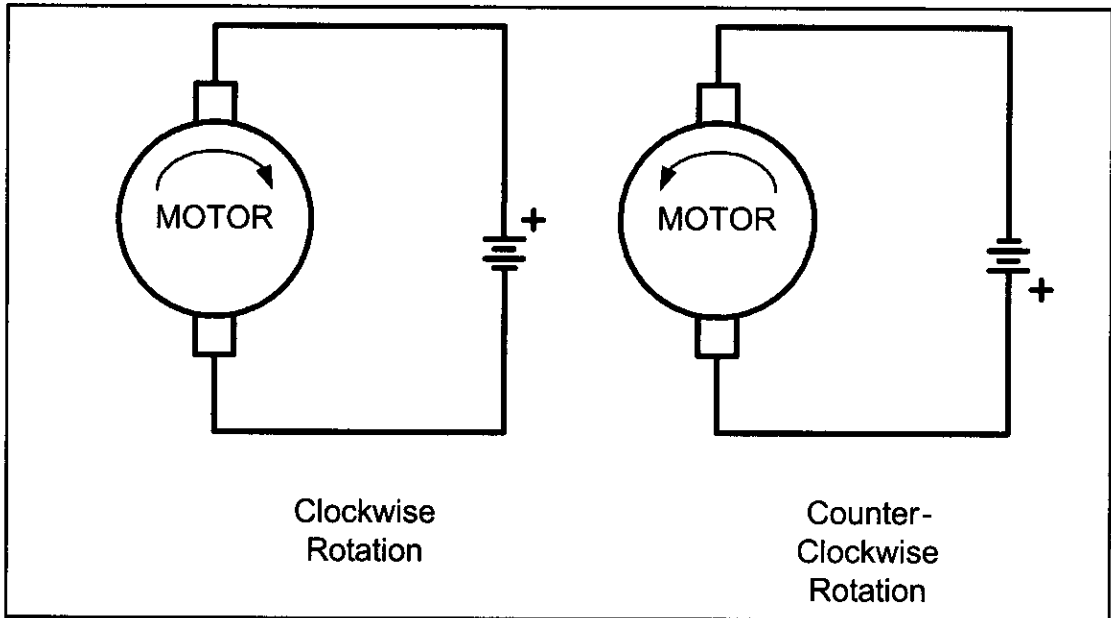 MOTOR
+
Clockwise
Rotation
MOTOR
+
Counter-
Clockwise
Rotation